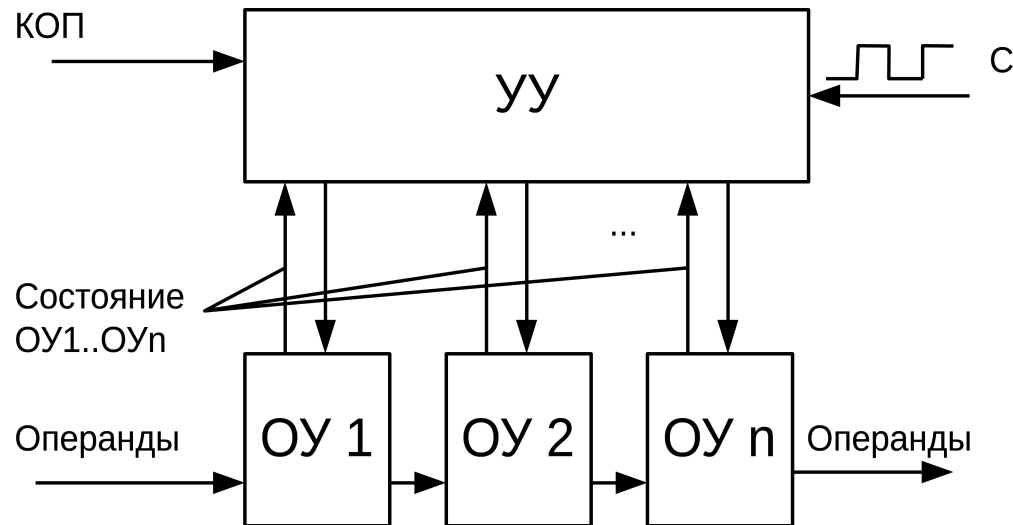 КОП
УУ
С
...
Состояние
ОУ1..ОУn
ОУ 1
ОУ 2
ОУ n
Операнды
Операнды